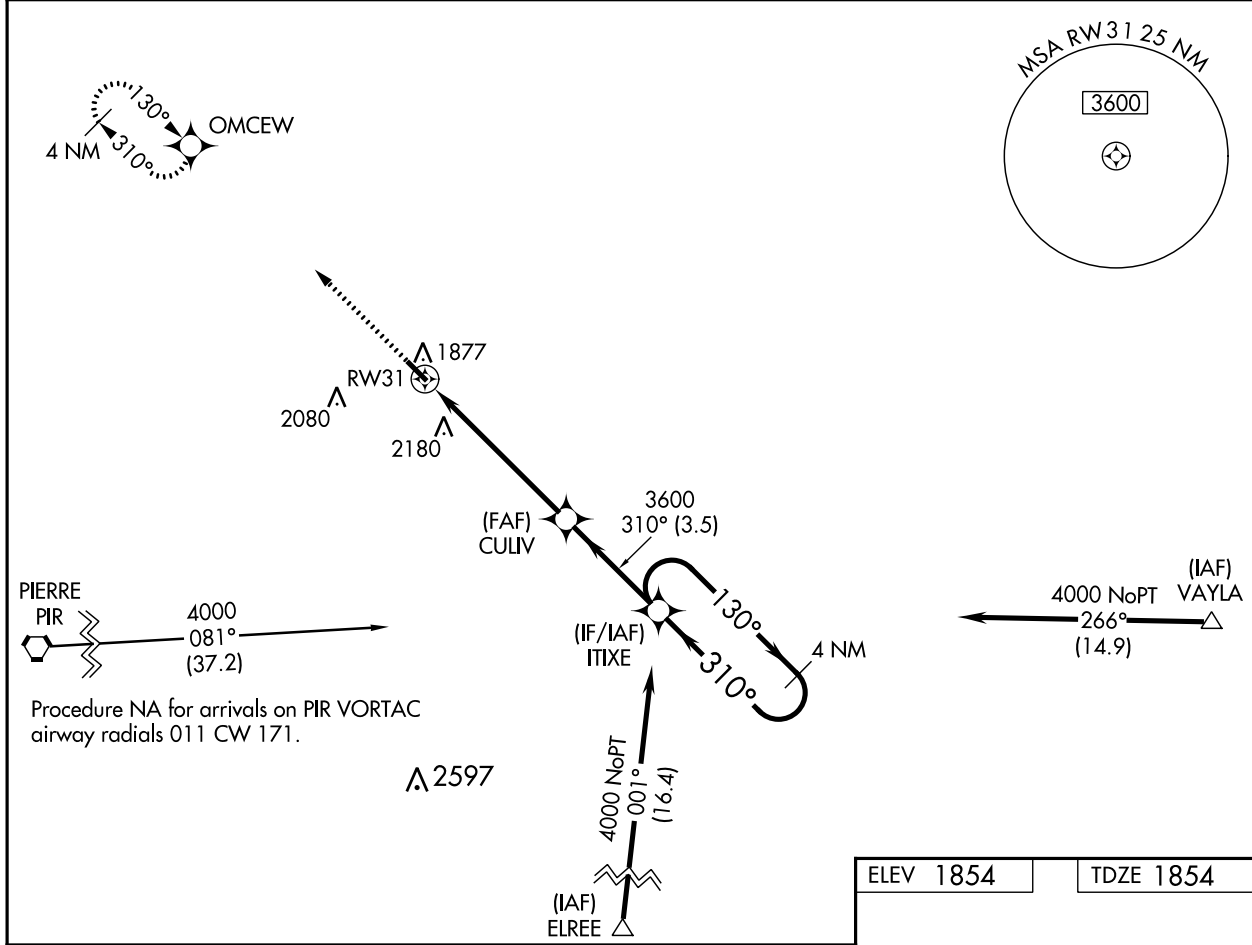 MSA RW31 25 NM
3600
130°
OMCEW
4 NM
310°
1877
RW31
2080
2180
3600
310° (3.5)
(FAF)
CULIV
(IAF)
VAYLA
4000 NoPT
266°
(14.9)
PIERRE
PIR
4000
081°
(37.2)
(IF/IAF)
ITIXE
130°
4 NM
310°
Procedure NA for arrivals on PIR VORTAC
airway radials 011 CW 171.
2597
4000 NoPT
001°
(16.4)
(IAF)
ELREE
ELEV 1854
TDZE 1854